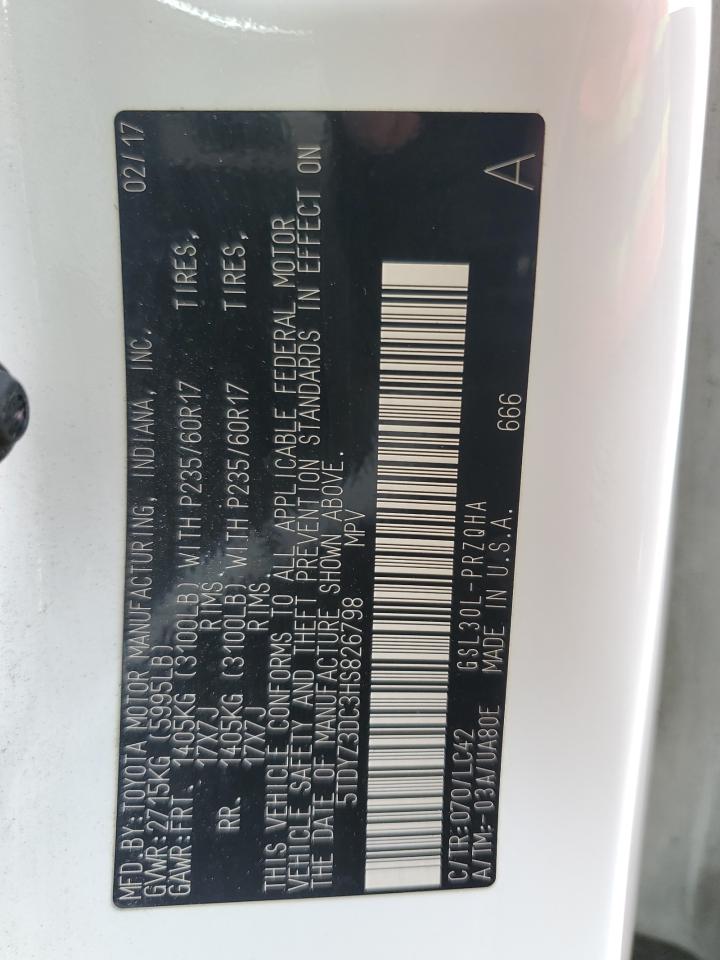 MFD.BY:TOYOTA MOTOR MANUFACTURING, INDIANA, INC. 02/17
GVWR:2715KG (5995LB)
GAWR:FRT. 1405KG (3100LB) WITH P235/60R17 TIRES,
17X7J RIMS,
RR. 1405KG (3100LB) WITH P235/60R17 TIRES,
17X7J RIMS
THIS VEHICLE CONFORMS TO ALL APPLICABLE FEDERAL MOTOR
VEHICLE SAFETY AND THEFT PREVENTION STANDARDS IN EFFECT ON
THE DATE OF MANUFACTURE SHOWN ABOVE.
5TDYZ3DC3HS826798 MPV
C/TR:070/LC42 GSL30L-PRZQHA A
A/TM:-03A/UA80E MADE IN U.S.A. 666